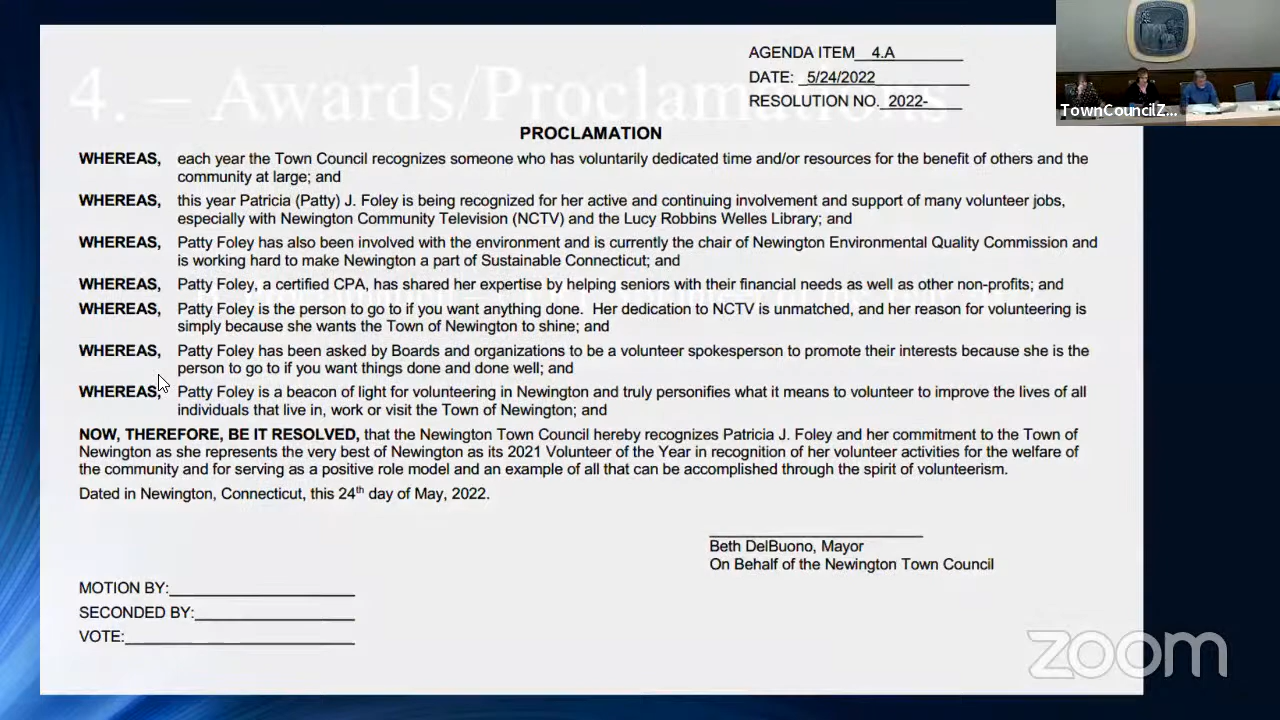 4. – Awards/Proclamations
AGENDA ITEM__4.A________
DATE: _5/24/2022___________
RESOLUTION NO._2022-____
TownCouncilZ...
PROCLAMATION
WHEREAS, each year the Town Council recognizes someone who has voluntarily dedicated time and/or resources for the benefit of others and the
community at large; and
WHEREAS, this year Patricia (Patty) J. Foley is being recognized for her active and continuing involvement and support of many volunteer jobs,
especially with Newington Community Television (NCTV) and the Lucy Robbins Welles Library; and
WHEREAS, Patty Foley has also been involved with the environment and is currently the chair of Newington Environmental Quality Commission and
is working hard to make Newington a part of Sustainable Connecticut; and
WHEREAS, Patty Foley, a certified CPA, has shared her expertise by helping seniors with their financial needs as well as other non-profits; and
WHEREAS, Patty Foley is the person to go to if you want anything done.  Her dedication to NCTV is unmatched, and her reason for volunteering is
simply because she wants the Town of Newington to shine; and
WHEREAS, Patty Foley has been asked by Boards and organizations to be a volunteer spokesperson to promote their interests because she is the
person to go to if you want things done and done well; and
WHEREAS, Patty Foley is a beacon of light for volunteering in Newington and truly personifies what it means to volunteer to improve the lives of all
individuals that live in, work or visit the Town of Newington; and
NOW, THEREFORE, BE IT RESOLVED, that the Newington Town Council hereby recognizes Patricia J. Foley and her commitment to the Town of
Newington as she represents the very best of Newington as its 2021 Volunteer of the Year in recognition of her volunteer activities for the welfare of
the community and for serving as a positive role model and an example of all that can be accomplished through the spirit of volunteerism.
Dated in Newington, Connecticut, this 24th day of May, 2022.
Beth DelBuono, Mayor
On Behalf of the Newington Town Council
MOTION BY:______________________
SECONDED BY:___________________
VOTE:___________________________
zoom